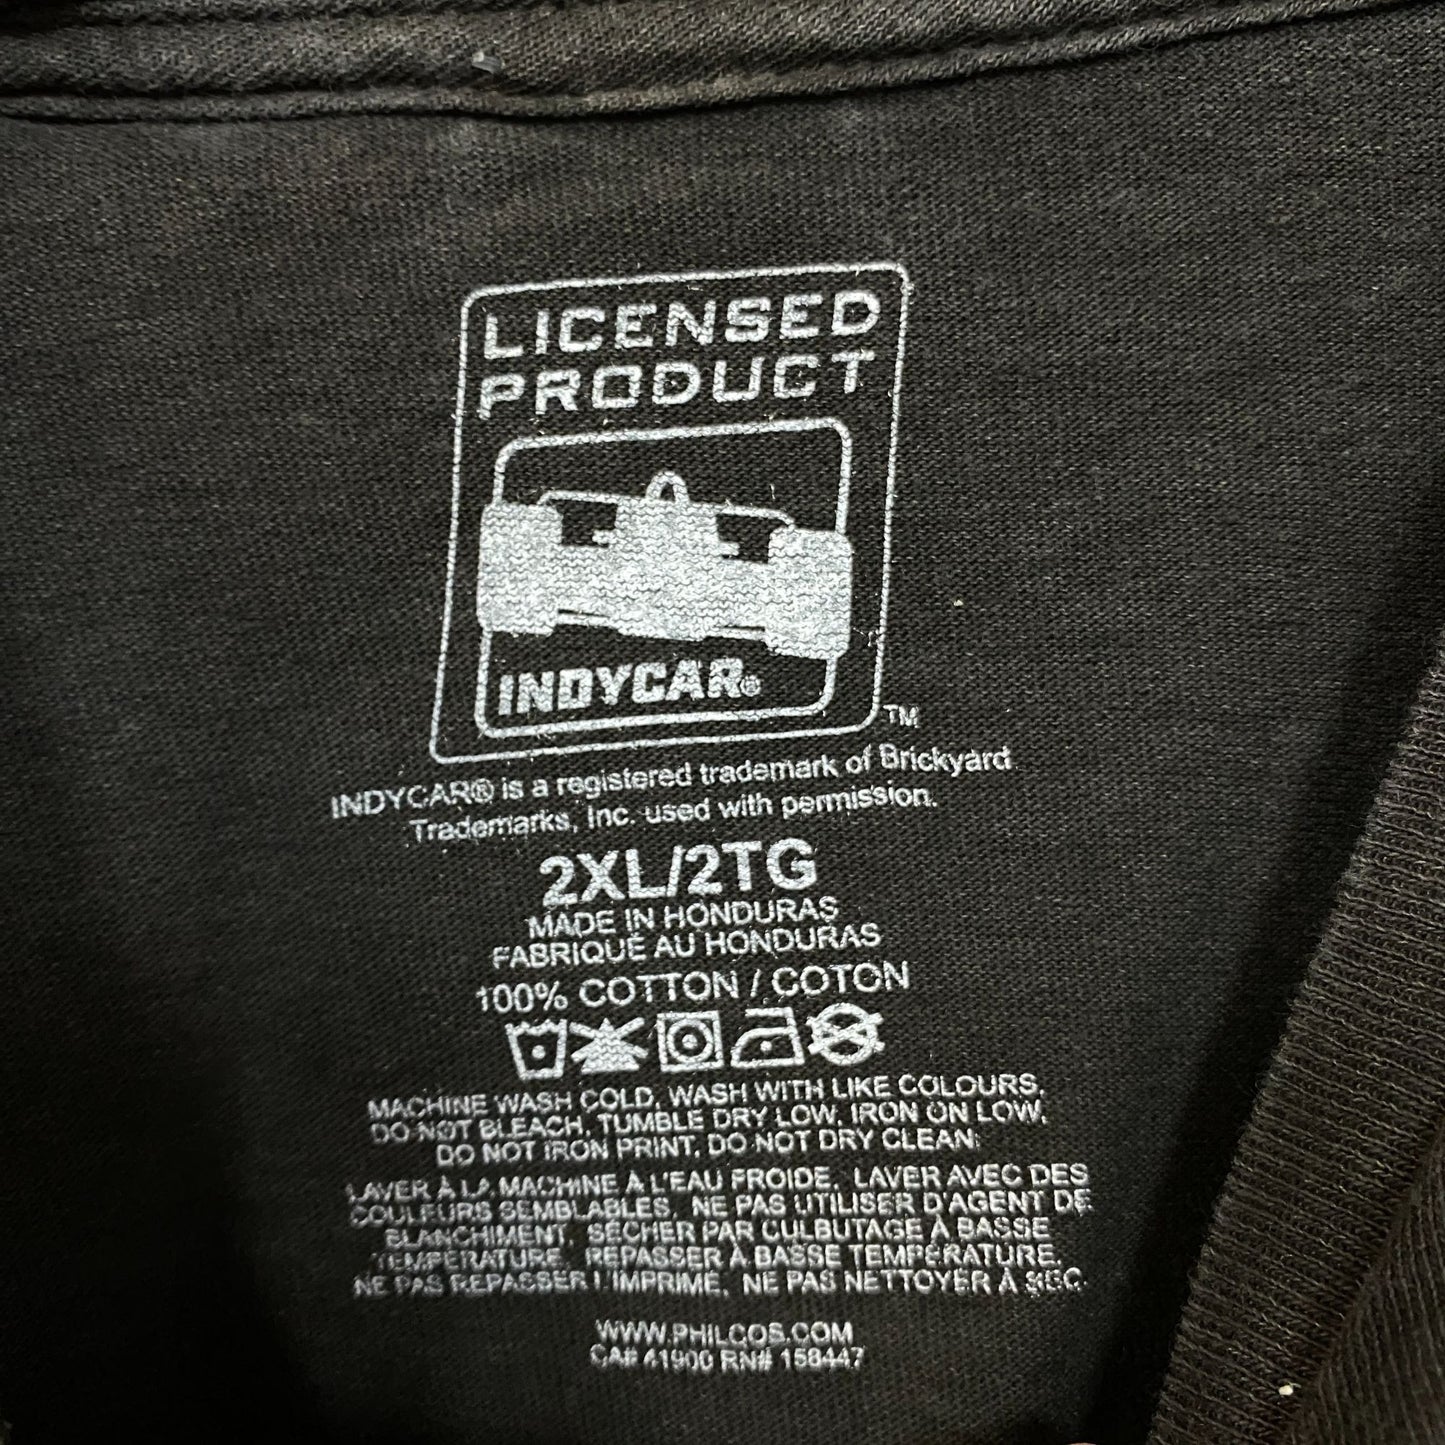 LICENSED
PRODUCT
INDYCAR®
TM
INDYCAR® is a registered trademark of Brickyard
Trademarks, Inc. used with permission.
2XL/2TG
MADE IN HONDURAS
FABRIQUÉ AU HONDURAS
100% COTTON / COTON
MACHINE WASH COLD, WASH WITH LIKE COLOURS,
DO NOT BLEACH, TUMBLE DRY LOW, IRON ON LOW,
DO NOT IRON PRINT, DO NOT DRY CLEAN.
LAVER À LA MACHINE À L'EAU FROIDE, LAVER AVEC DES
COULEURS SEMBLABLES, NE PAS UTILISER D'AGENT DE
BLANCHIMENT, SÉCHER PAR CULBUTAGE À BASSE
TEMPÉRATURE, REPASSER À BASSE TEMPÉRATURE,
NE PAS REPASSER L'IMPRIMÉ, NE PAS NETTOYER À SEC.
WWW.PHILCOS.COM
CA# 41900 RN# 158447